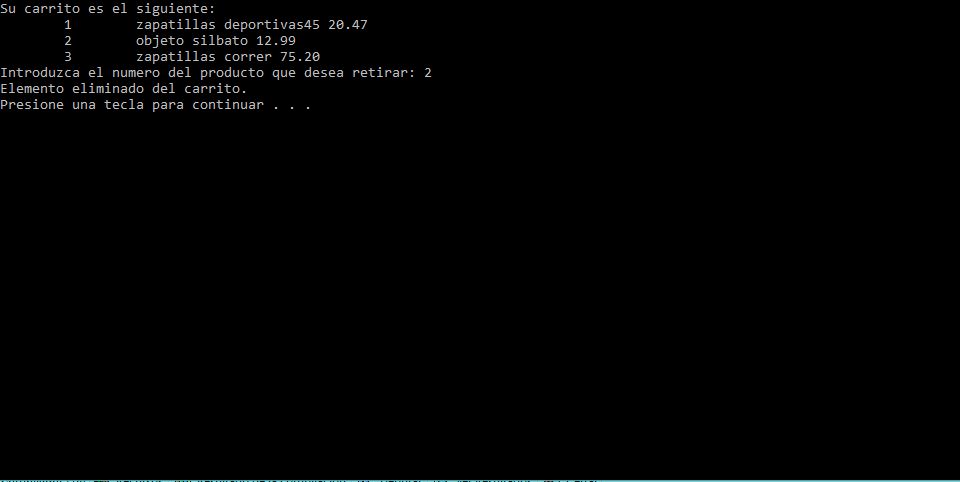 Su carrito es el siguiente:
1 zapatillas deportivas45 20.47
2 objeto silbato 12.99
3 zapatillas correr 75.20
Introduzca el numero del producto que desea retirar: 2
Elemento eliminado del carrito.
Presione una tecla para continuar . . .